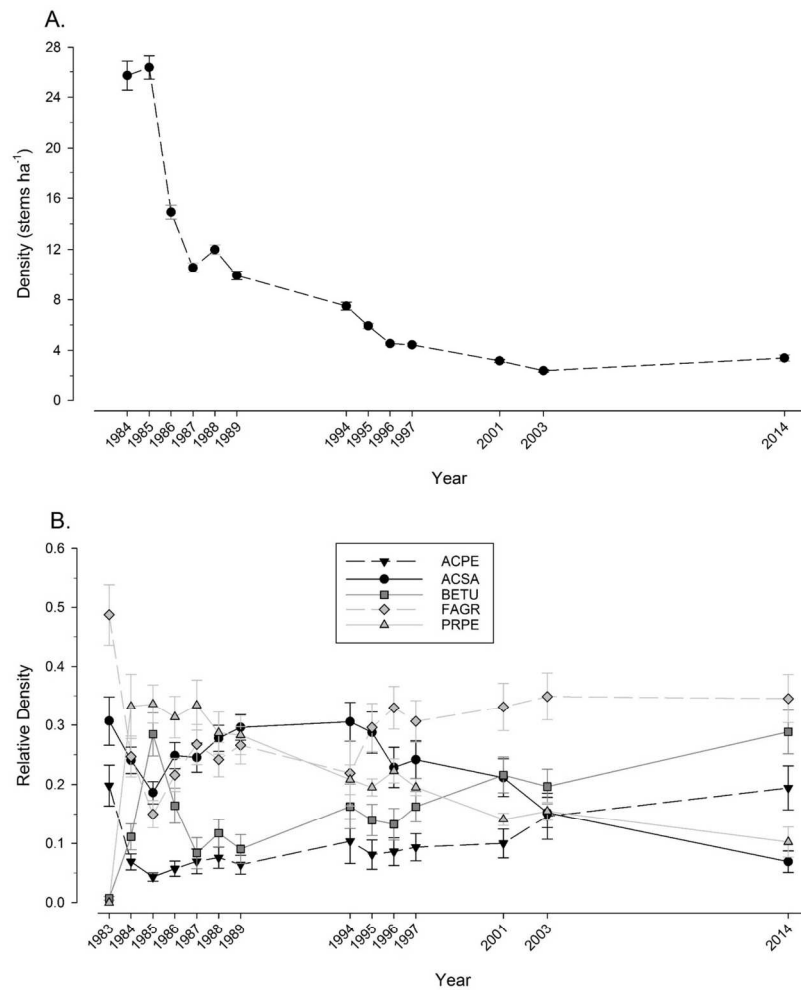 A.
28
24
20
16
12
8
4
0
Density (stems ha-1)
1984 1985 1986 1987 1988 1989 1994 1995 1996 1997 2001 2003 2014
Year
B.
0.6
0.5
0.4
0.3
0.2
0.1
0.0
Relative Density
ACPE
ACSA
BETU
FAGR
PRPE
1983 1984 1985 1986 1987 1988 1989 1994 1995 1996 1997 2001 2003 2014
Year